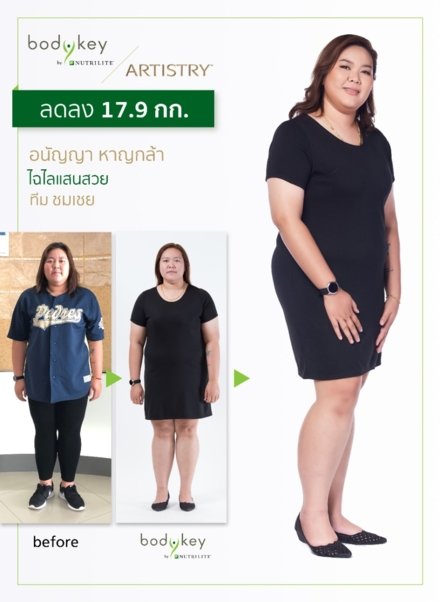 bodykey
by NUTRILITE
ARTISTRY™
ลดลง 17.9 กก.
อนัญญา หาญกล้า
ไฉไลแสนสวย
ทีม ชมเชย
Padres
before
bodykey
by NUTRILITE